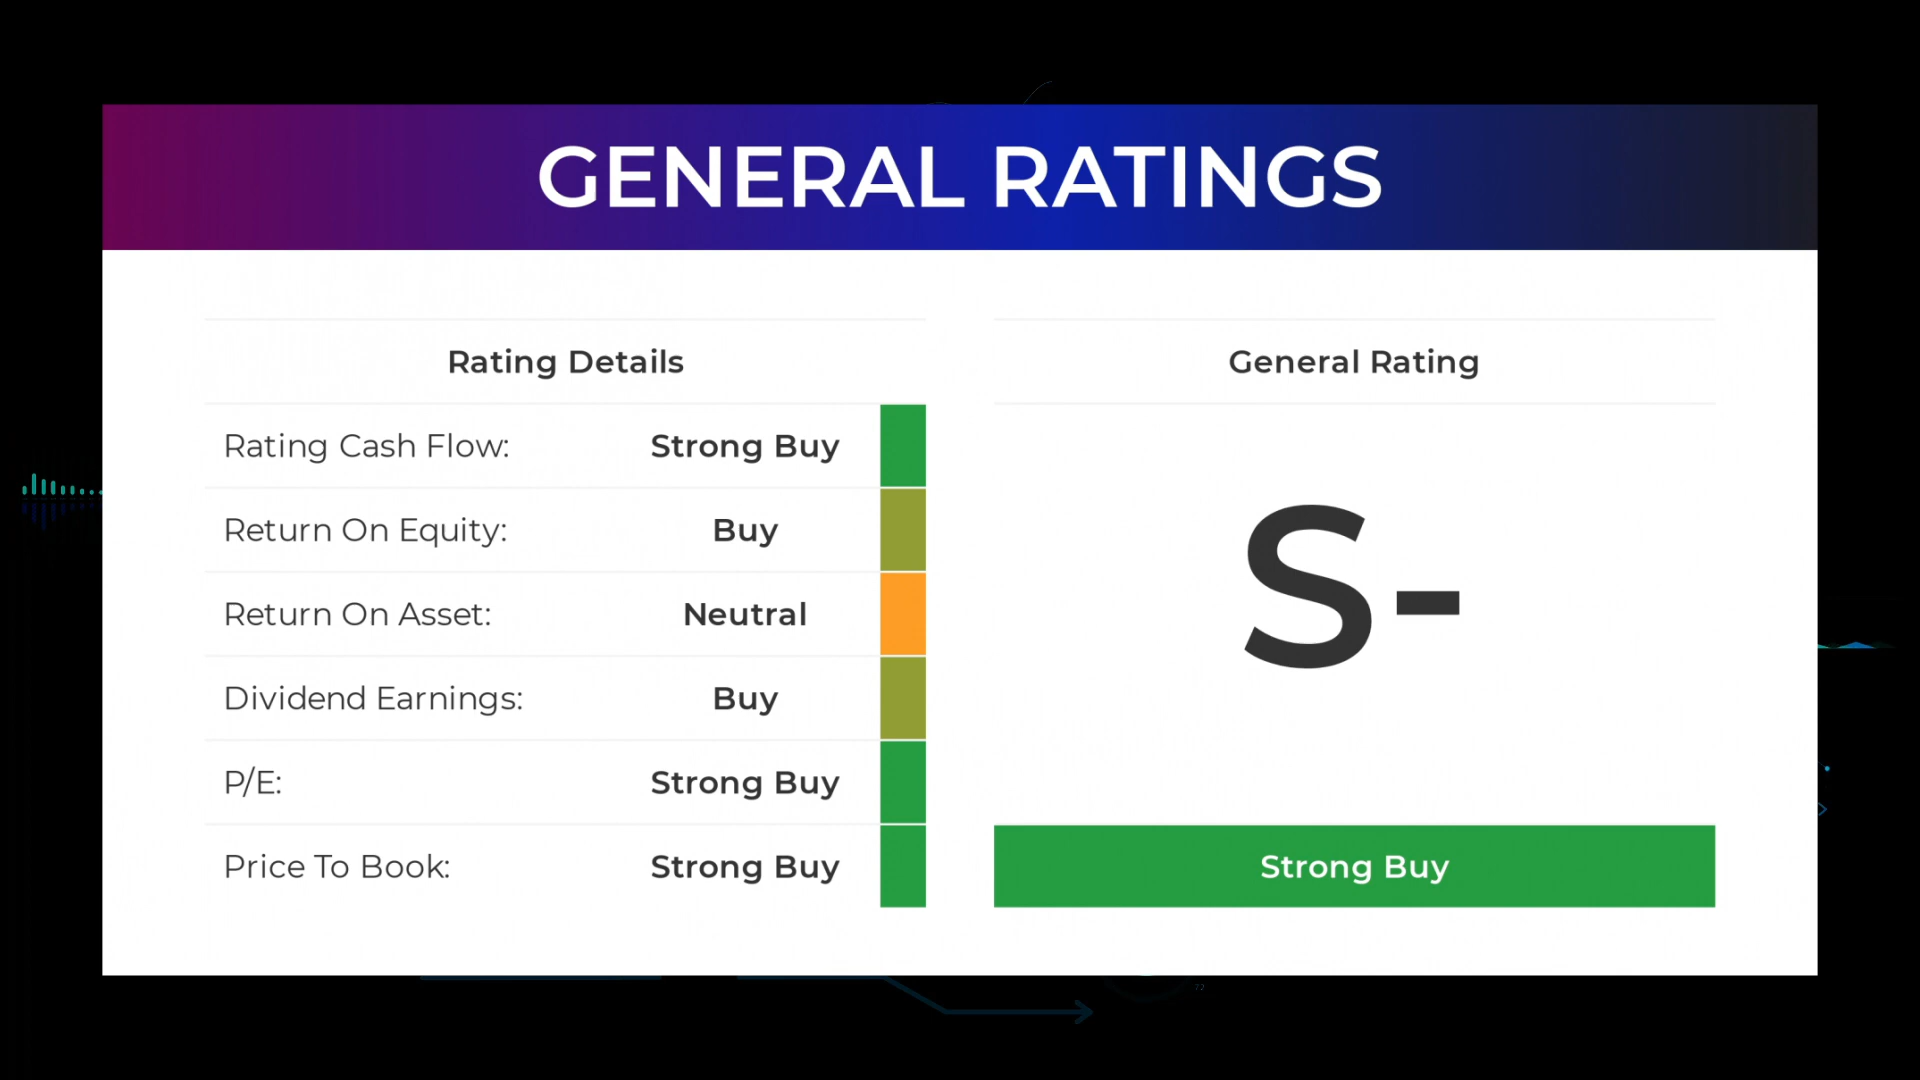 GENERAL RATINGS
Rating Details
Rating Cash Flow: Strong Buy
Return On Equity: Buy
Return On Asset: Neutral
Dividend Earnings: Buy
P/E: Strong Buy
Price To Book: Strong Buy
General Rating
S-
Strong Buy